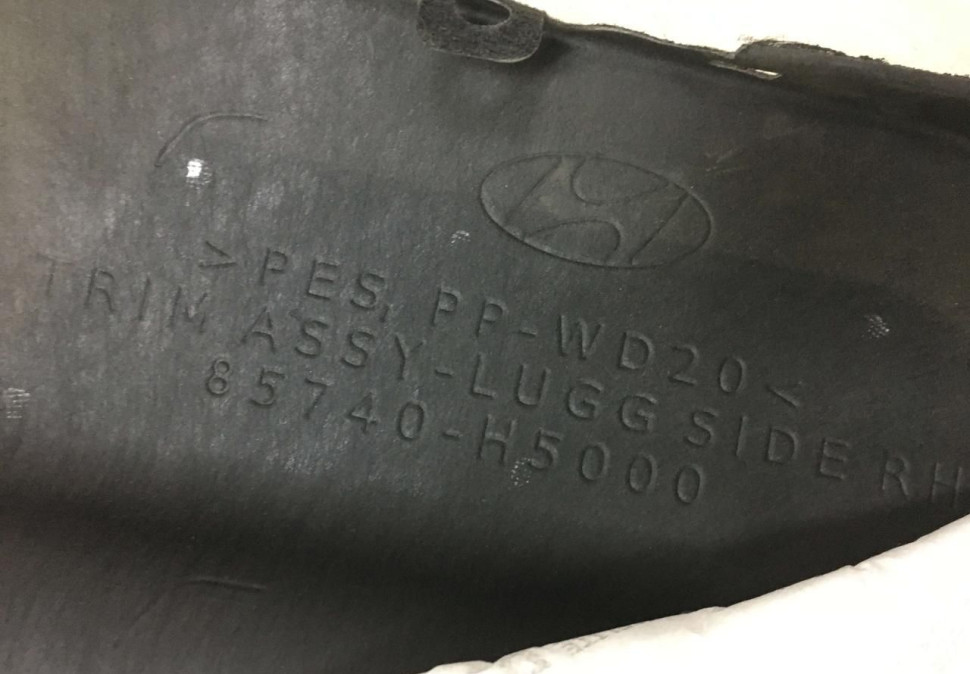 >PES, PP-WD20<
TRIM ASSY-LUGG SIDE RH
85740-H5000